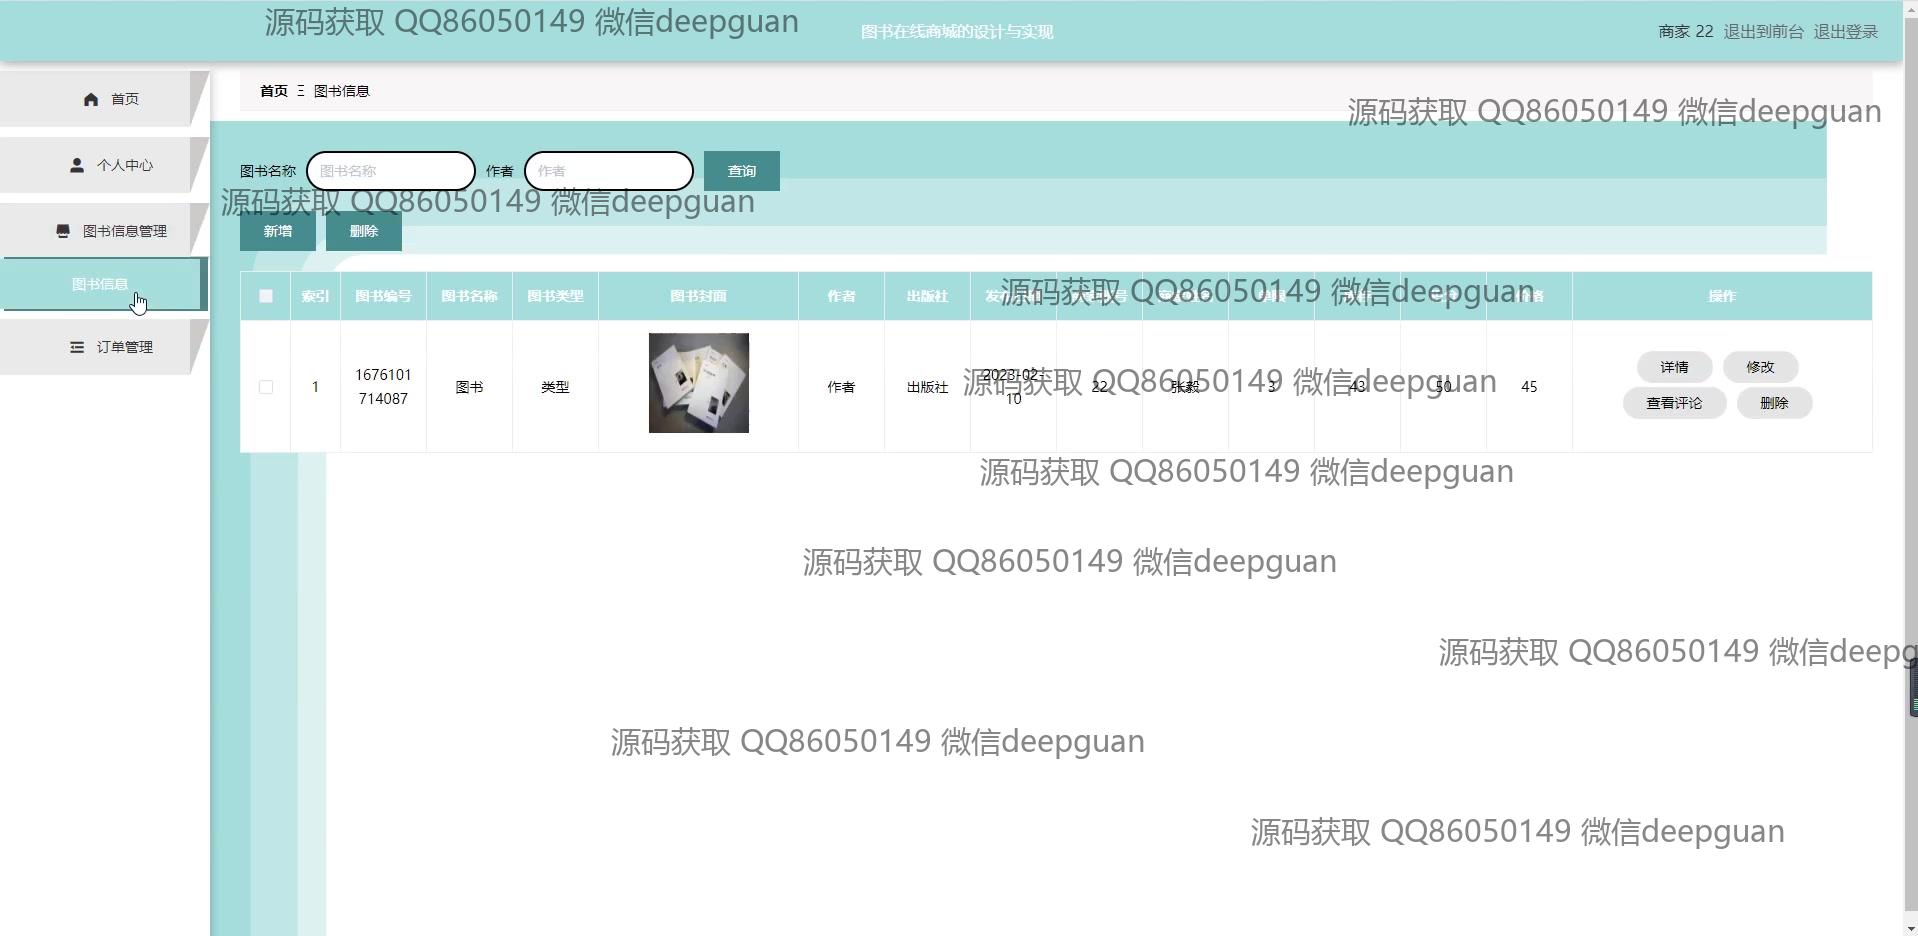 源码获取 QQ86050149 微信deepguan
图书在线商城的设计与实现
商家 22 退出到前台 退出登录
首页
个人中心
图书信息管理
图书信息
订单管理
首页 Ξ 图书信息
源码获取 QQ86050149 微信deepguan
图书名称 图书名称 作者 作者 查询
源码获取 QQ86050149 微信deepguan
新增 删除
索引 图书编号 图书名称 图书类型 图书封面 作者 出版社 操作
源码获取 QQ86050149 微信deepguan
1 1676101714087 图书 类型 作者 出版社 2023-02-10 22 张毅 3 43 50 45
详情 修改
查看评论 删除
源码获取 QQ86050149 微信deepguan
源码获取 QQ86050149 微信deepguan
源码获取 QQ86050149 微信deepguan
源码获取 QQ86050149 微信deepg
源码获取 QQ86050149 微信deepguan
源码获取 QQ86050149 微信deepguan